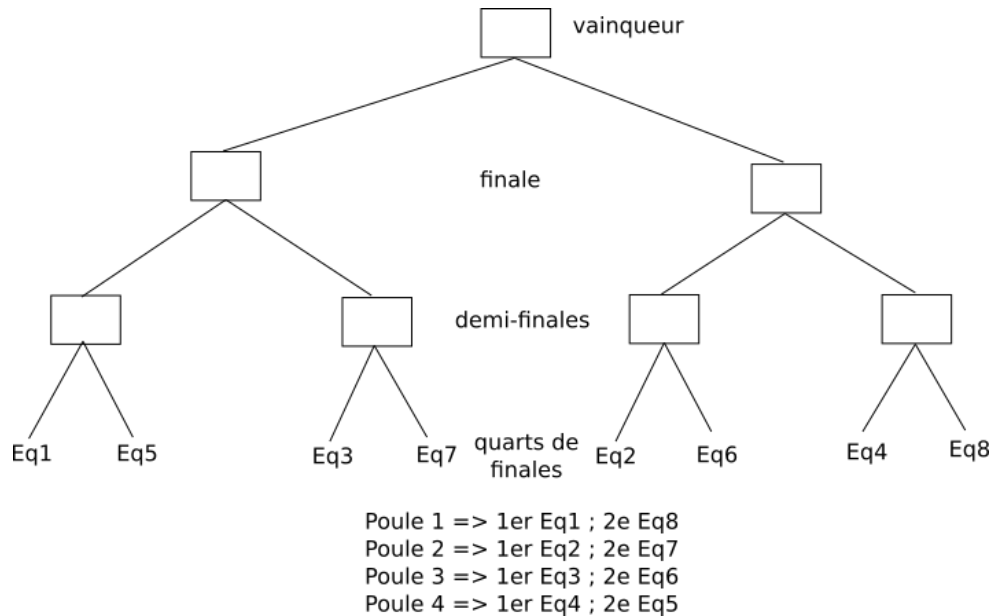 vainqueur
finale
demi-finales
Eq1 Eq5 Eq3 Eq7 quarts de finales Eq2 Eq6 Eq4 Eq8
Poule 1 => 1er Eq1 ; 2e Eq8
Poule 2 => 1er Eq2 ; 2e Eq7
Poule 3 => 1er Eq3 ; 2e Eq6
Poule 4 => 1er Eq4 ; 2e Eq5